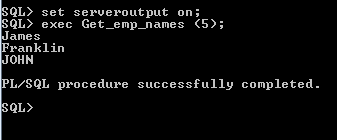 SQL> set serveroutput on;
SQL> exec Get_emp_names (5);
James
Franklin
JOHN
PL/SQL procedure successfully completed.
SQL>